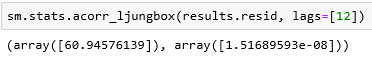 sm.stats.acorr_ljungbox(results.resid, lags=[12])
(array([60.94576139]), array([1.51689593e-08]))